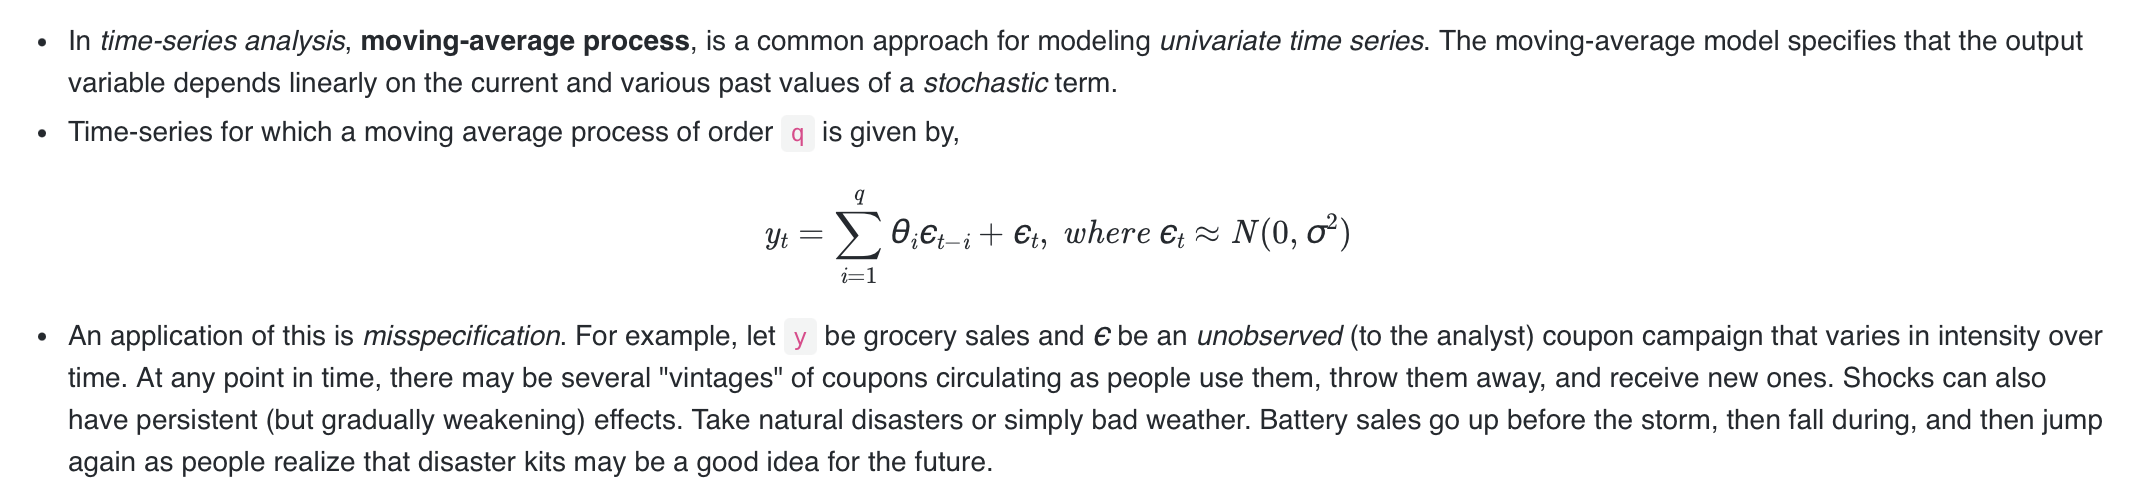 • In time-series analysis, moving-average process, is a common approach for modeling univariate time series. The moving-average model specifies that the output
variable depends linearly on the current and various past values of a stochastic term.
• Time-series for which a moving average process of order q is given by,
y_t = \sum_{i=1}^{q} θ_i ϵ_{t−i} + ϵ_t, where ϵ_t ≈ N(0, σ^2)
• An application of this is misspecification. For example, let y be grocery sales and ϵ be an unobserved (to the analyst) coupon campaign that varies in intensity over
time. At any point in time, there may be several "vintages" of coupons circulating as people use them, throw them away, and receive new ones. Shocks can also
have persistent (but gradually weakening) effects. Take natural disasters or simply bad weather. Battery sales go up before the storm, then fall during, and then jump
again as people realize that disaster kits may be a good idea for the future.